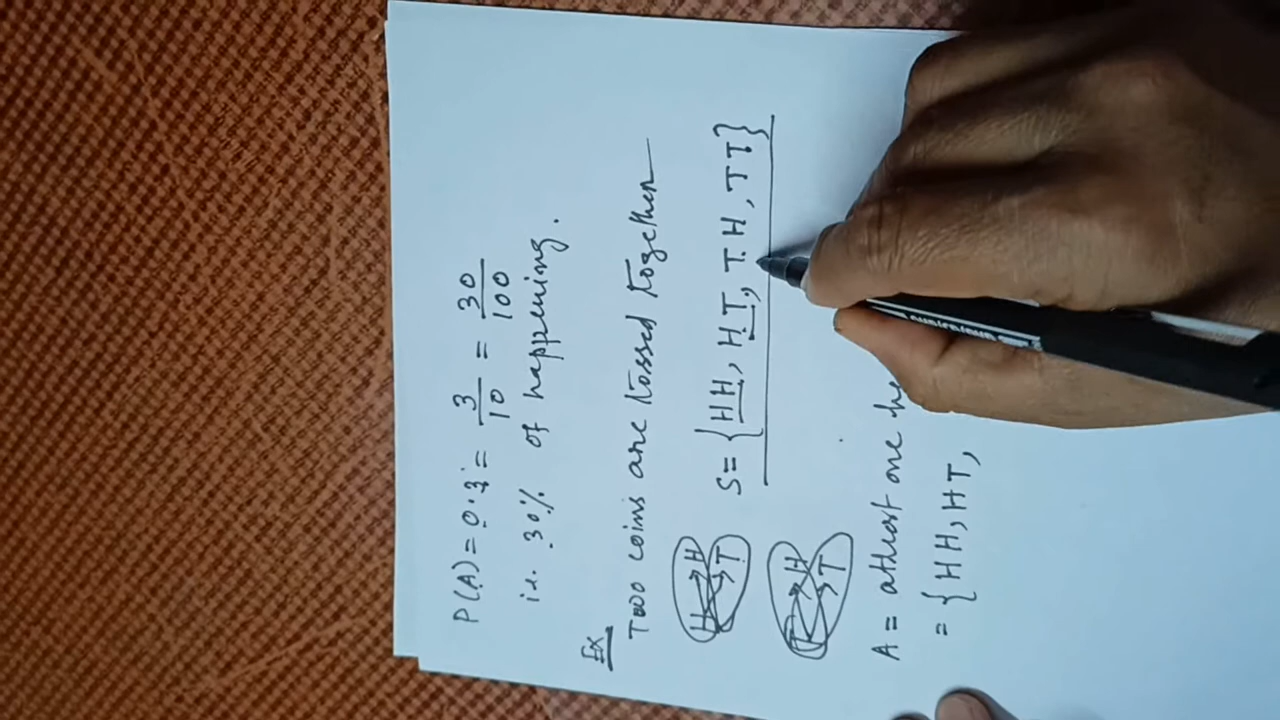 P(A) = 0.3 = 3/10 = 30/100
i.e. 30% of happening.
Ex
Two coins are tossed together
H → H
T
S = {HH, HT, TH, TT}
T → H
T
A = atleast one he
= {HH, HT,